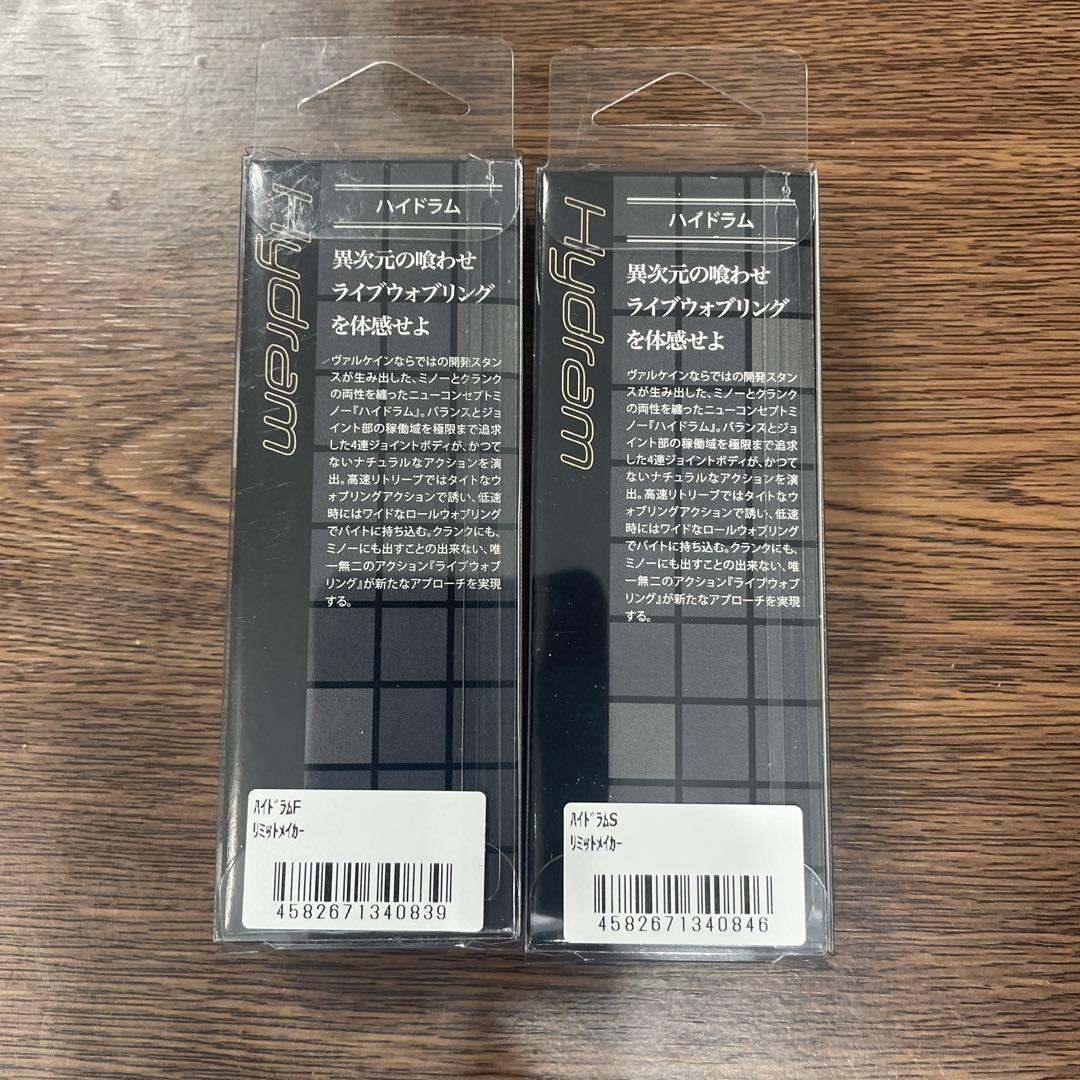 Hydram
ハイドラム
異次元の喰わせ
ライブウォブリング
を体感せよ
ヴァルケインならではの開発スタン
スが生み出した、ミノーとクランク
の両性を纏ったニューコンセプトミ
ノー『ハイドラム』。バランスとジョ
イント部の稼働域を極限まで追求
した4連ジョイントボディが、かつて
ないナチュラルなアクションを演
出。高速リトリーブではタイトなウ
ォブリングアクションで誘い、低速
時にはワイドなロールウォブリング
でバイトに持ち込む。クランクにも、
ミノーにも出すことの出来ない、唯
一無二のアクション『ライブウォブ
リング』が新たなアプローチを実現
する。
ﾊｲﾄﾞﾗﾑF
ﾘﾐｯﾄﾒｲｶｰ
4582671340839
Hydram
ハイドラム
異次元の喰わせ
ライブウォブリング
を体感せよ
ヴァルケインならではの開発スタン
スが生み出した、ミノーとクランク
の両性を纏ったニューコンセプトミ
ノー『ハイドラム』。バランスとジョ
イント部の稼働域を極限まで追求
した4連ジョイントボディが、かつて
ないナチュラルなアクションを演
出。高速リトリーブではタイトなウ
ォブリングアクションで誘い、低速
時にはワイドなロールウォブリング
でバイトに持ち込む。クランクにも、
ミノーにも出すことの出来ない、唯
一無二のアクション『ライブウォブ
リング』が新たなアプローチを実現
する。
ﾊｲﾄﾞﾗﾑS
ﾘﾐｯﾄﾒｲｶｰ
4582671340846